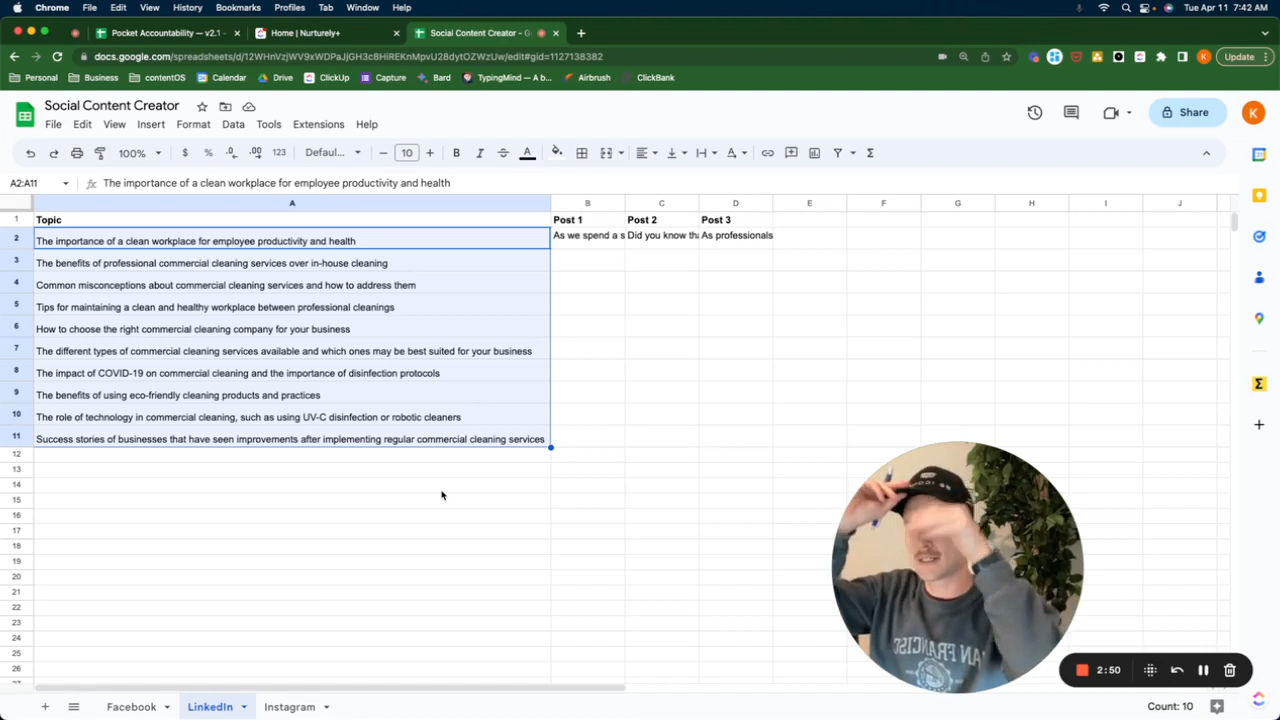 Chrome File Edit View History Bookmarks Profiles Tab Window Help Tue Apr 11 7:42 AM
Pocket Accountability — v2.1 - Home | Nurturely+ Social Content Creator - G
docs.google.com/spreadsheets/d/12WHnVzjWV9xWDPaJjGH3c8HiREKnMpvU28dytOZWzUw/edit#gid=1127138382 K Update
Personal Business contentOS Calendar Drive ClickUp Capture Bard TypingMind — A b... Airbrush ClickBank
Social Content Creator
Share K
File Edit View Insert Format Data Tools Extensions Help
100% $ % .0 .00 123 Defaul... 10 B I S A Σ
A2:A11 fx The importance of a clean workplace for employee productivity and health
A B C D E F G H I J
1 Topic Post 1 Post 2 Post 3
2 The importance of a clean workplace for employee productivity and health As we spend a s Did you know tha As professionals
3 The benefits of professional commercial cleaning services over in-house cleaning
4 Common misconceptions about commercial cleaning services and how to address them
5 Tips for maintaining a clean and healthy workplace between professional cleanings
6 How to choose the right commercial cleaning company for your business
7 The different types of commercial cleaning services available and which ones may be best suited for your business
8 The impact of COVID-19 on commercial cleaning and the importance of disinfection protocols
9 The benefits of using eco-friendly cleaning products and practices
10 The role of technology in commercial cleaning, such as using UV-C disinfection or robotic cleaners
11 Success stories of businesses that have seen improvements after implementing regular commercial cleaning services
12
13
14
15
16
17
18
19
20
21
22
23
24
25
26
SAN FRANCISCO
2:50
Facebook LinkedIn Instagram Count: 10